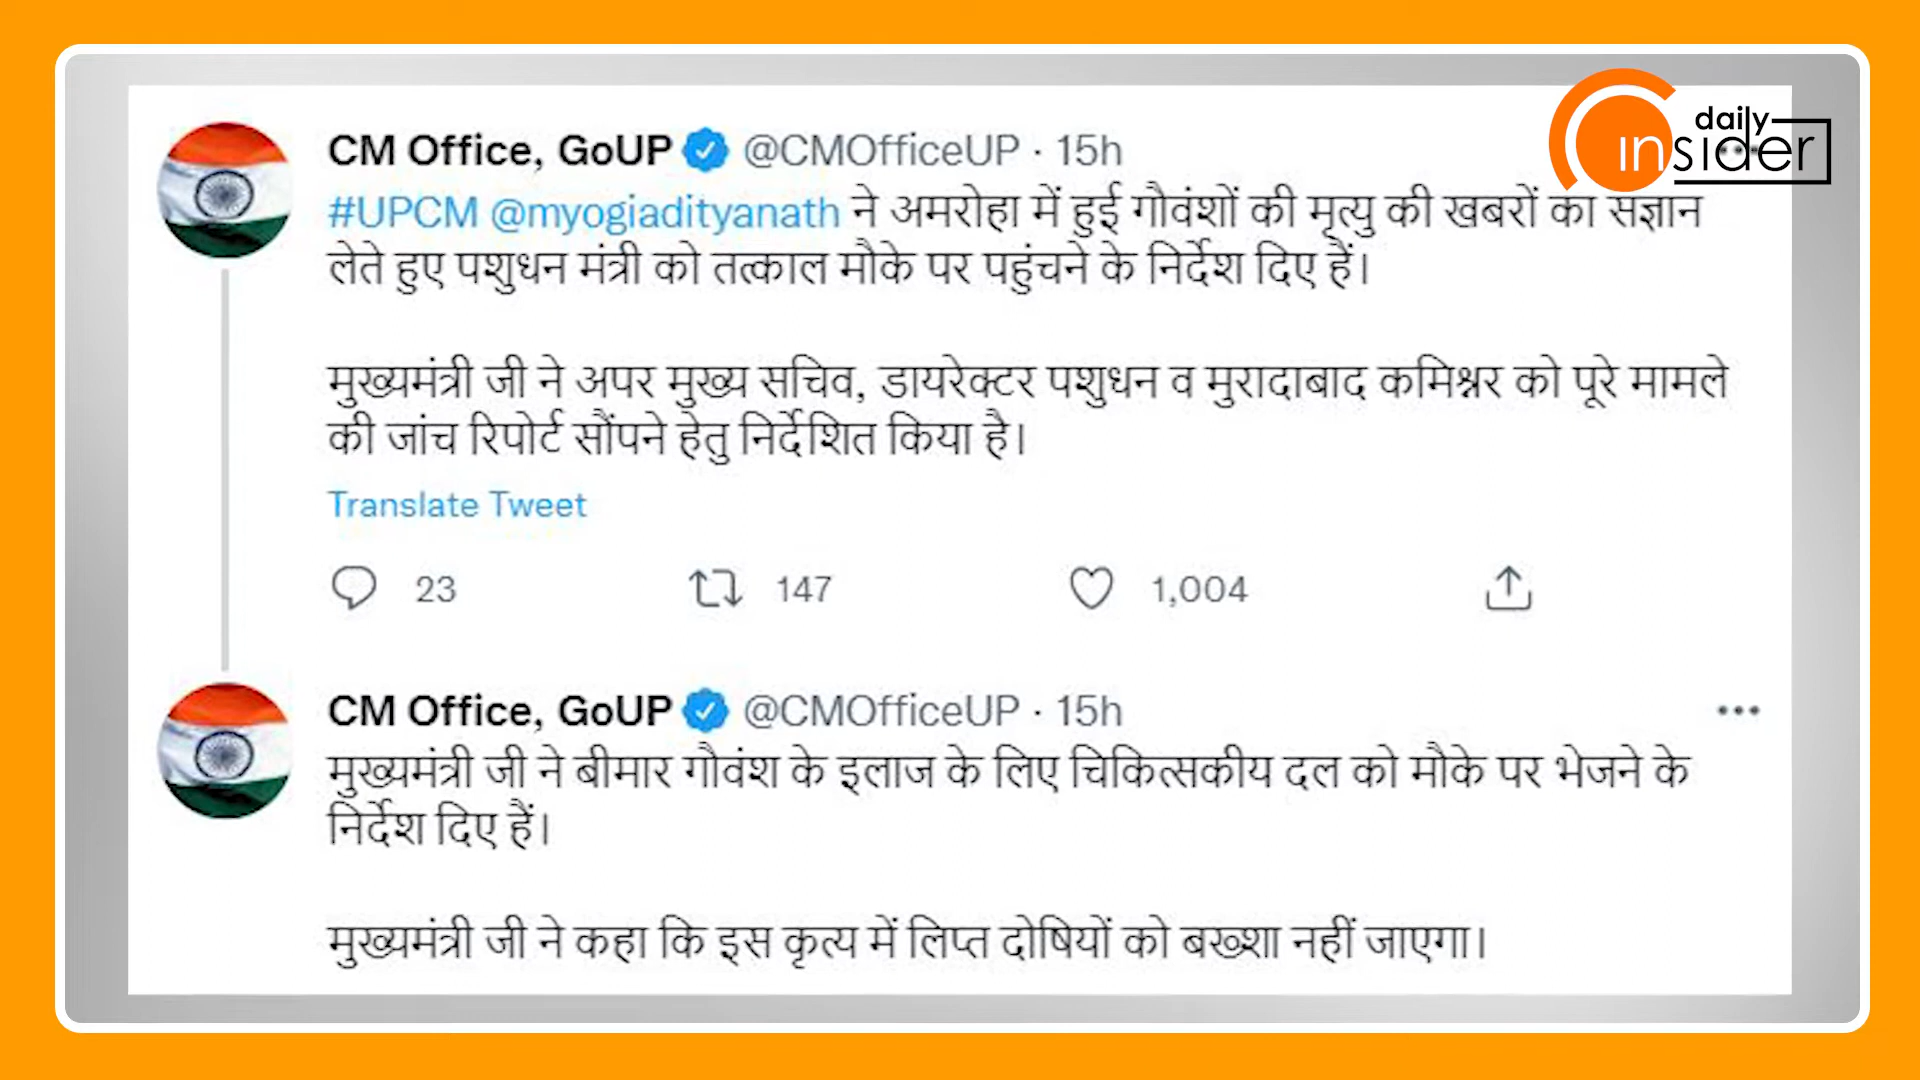 daily
insider
CM Office, GoUP @CMOfficeUP · 15h
#UPCM @myogiadityanath ने अमरोहा में हुई गौवंशों की मृत्यु की खबरों का संज्ञान
लेते हुए पशुधन मंत्री को तत्काल मौके पर पहुंचने के निर्देश दिए हैं।
मुख्यमंत्री जी ने अपर मुख्य सचिव, डायरेक्टर पशुधन व मुरादाबाद कमिश्नर को पूरे मामले
की जांच रिपोर्ट सौंपने हेतु निर्देशित किया है।
Translate Tweet
23 147 1,004
CM Office, GoUP @CMOfficeUP · 15h
मुख्यमंत्री जी ने बीमार गौवंश के इलाज के लिए चिकित्सकीय दल को मौके पर भेजने के
निर्देश दिए हैं।
मुख्यमंत्री जी ने कहा कि इस कृत्य में लिप्त दोषियों को बख्शा नहीं जाएगा।